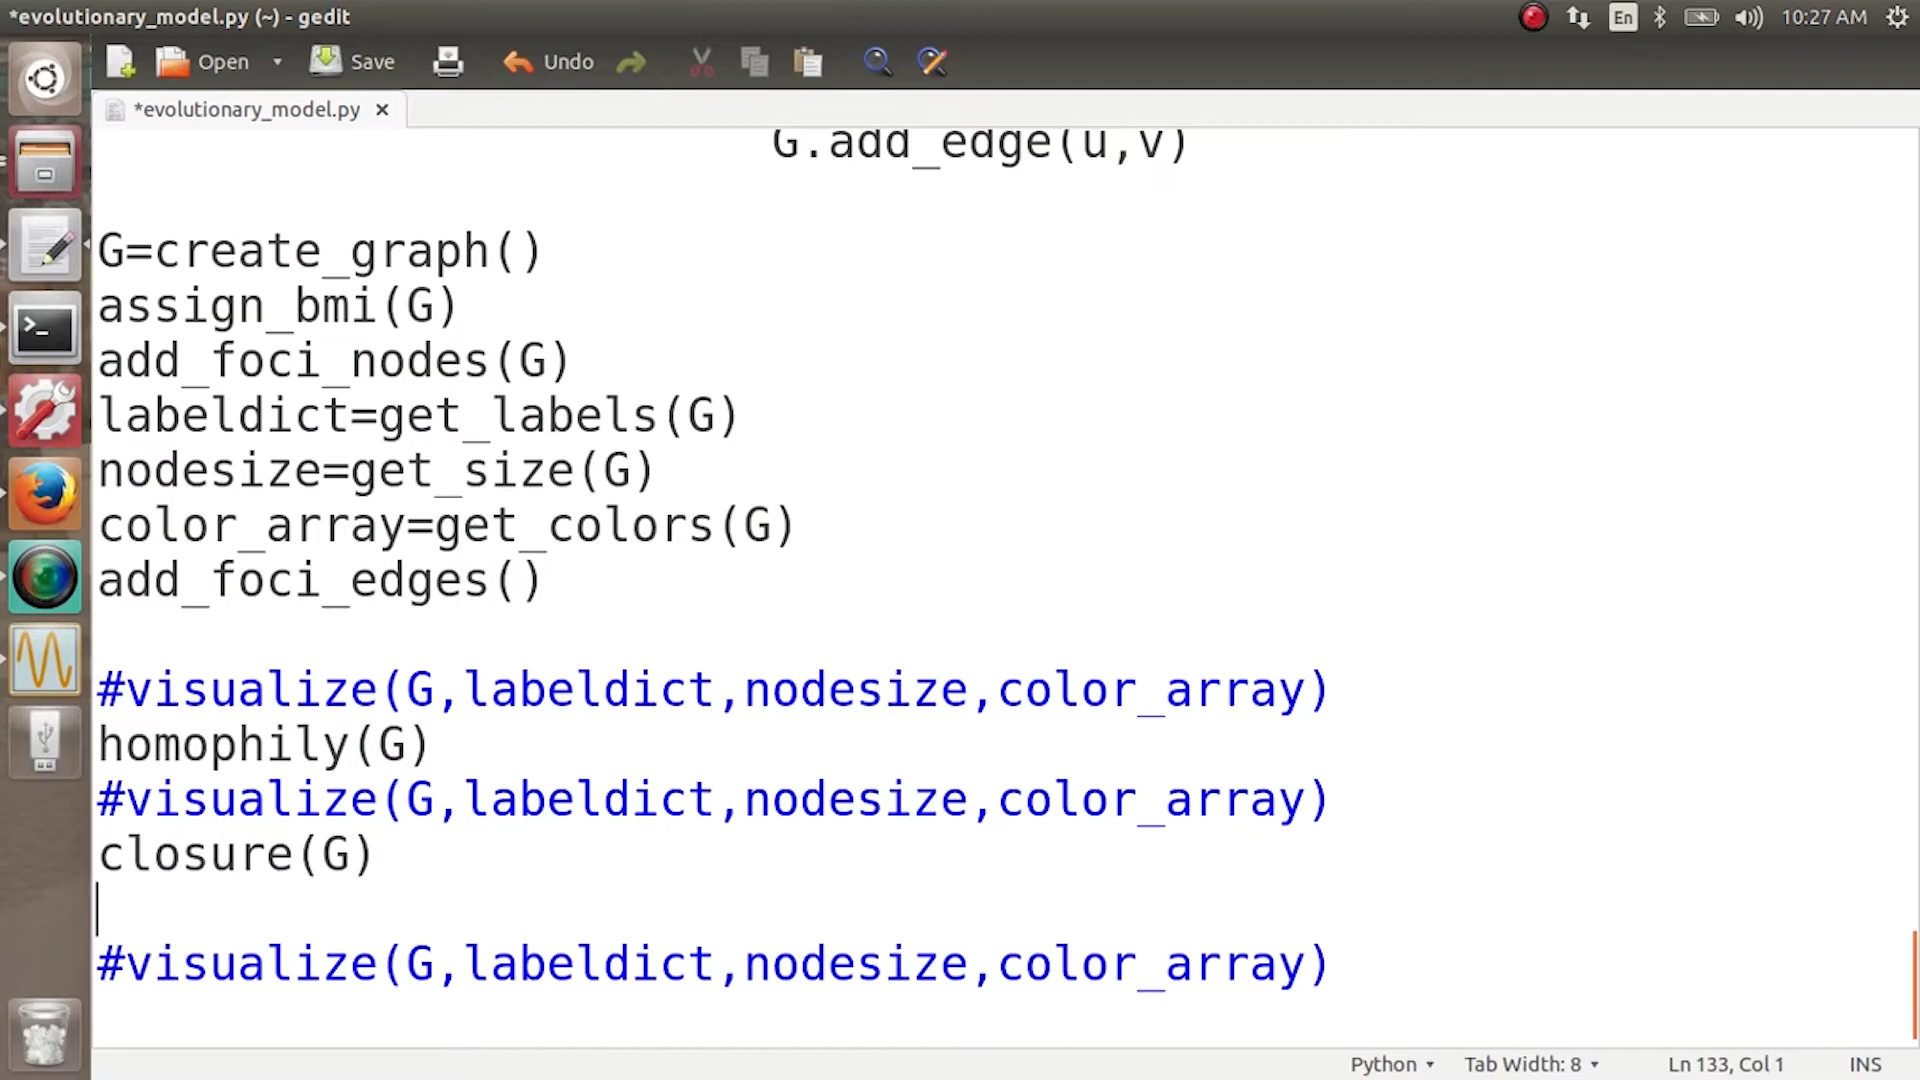 *evolutionary_model.py (~) - gedit
En
10:27 AM
Open
Save
Undo
*evolutionary_model.py
G.add_edge(u,v)
G=create_graph()
assign_bmi(G)
add_foci_nodes(G)
labeldict=get_labels(G)
nodesize=get_size(G)
color_array=get_colors(G)
add_foci_edges()
#visualize(G,labeldict,nodesize,color_array)
homophily(G)
#visualize(G,labeldict,nodesize,color_array)
closure(G)
#visualize(G,labeldict,nodesize,color_array)
Python
Tab Width: 8
Ln 133, Col 1
INS